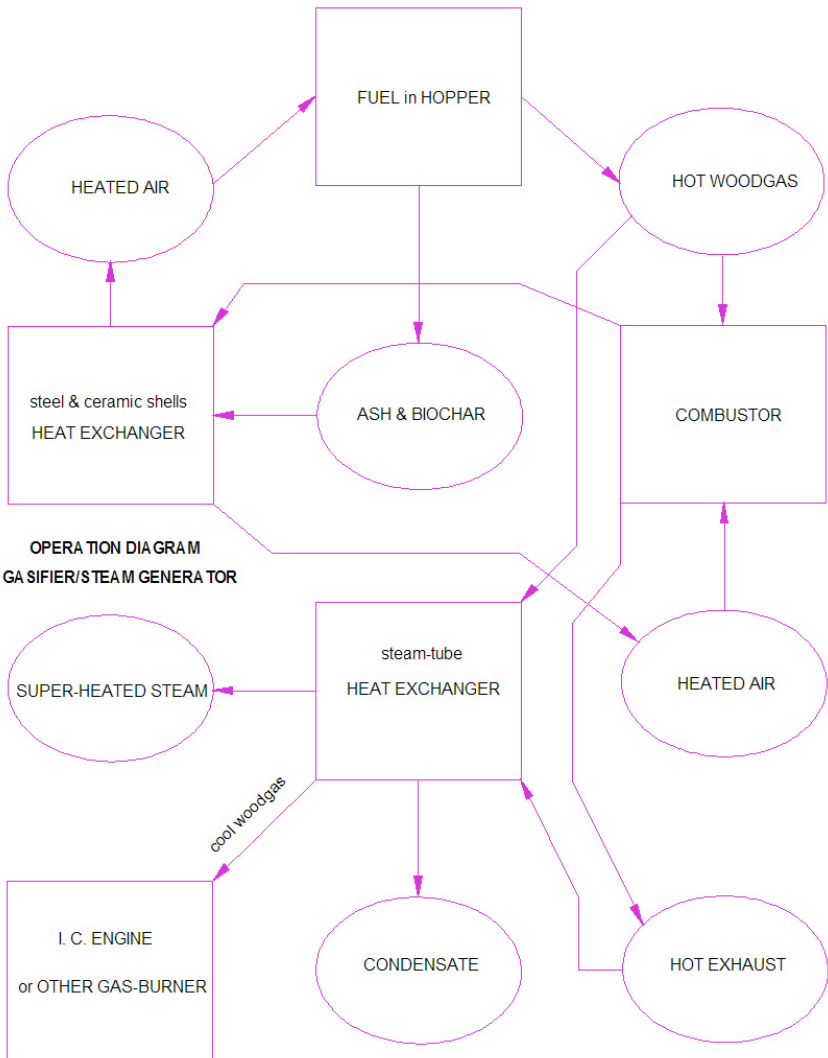 FUEL in HOPPER
HEATED AIR
HOT WOODGAS
steel & ceramic shells
HEAT EXCHANGER
ASH & BIOCHAR
COMBUSTOR
OPERATION DIAGRAM
GASIFIER/STEAM GENERATOR
steam-tube
HEAT EXCHANGER
SUPER-HEATED STEAM
HEATED AIR
cool woodgas
I. C. ENGINE
or OTHER GAS-BURNER
CONDENSATE
HOT EXHAUST